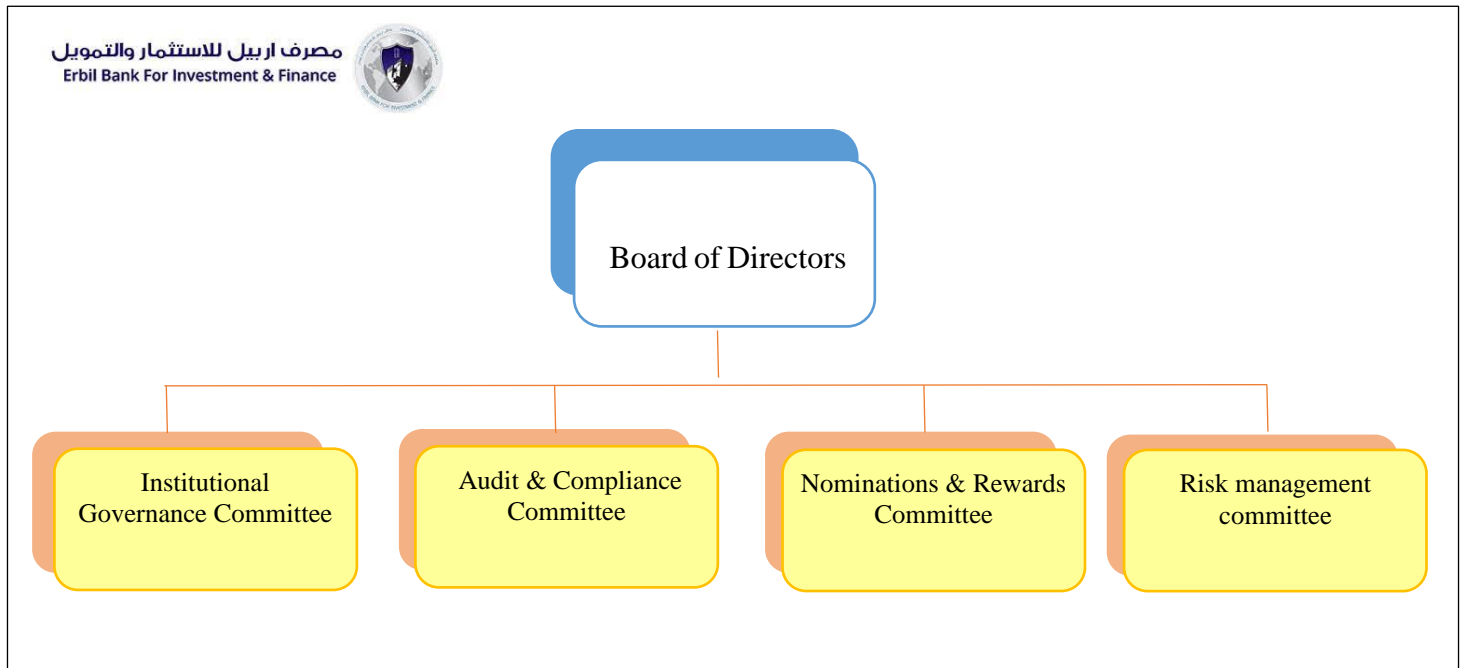 مصرف اربيل للاستثمار والتمويل
Erbil Bank For Investment & Finance
Board of Directors
Institutional
Governance Committee
Audit & Compliance
Committee
Nominations & Rewards
Committee
Risk management
committee